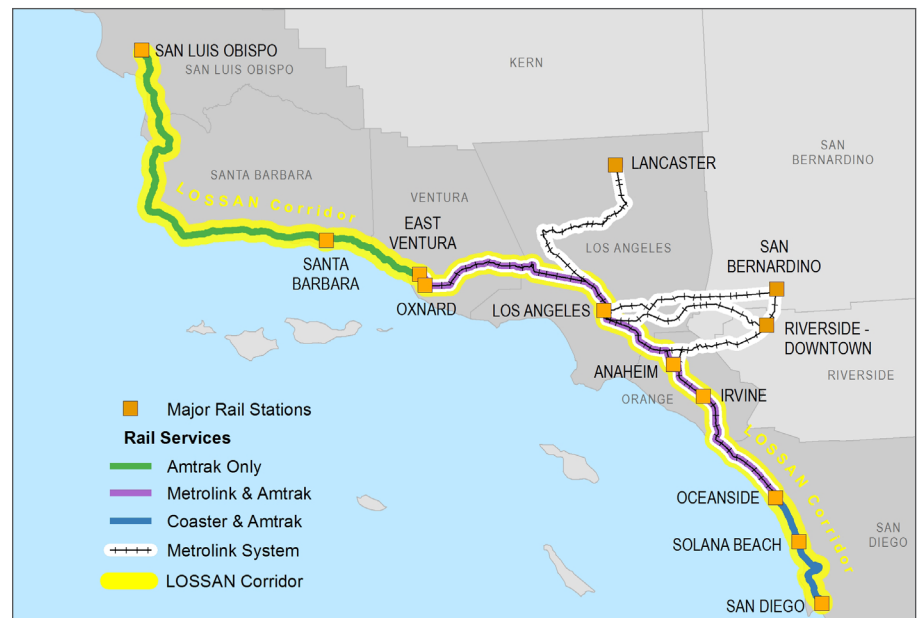 SAN LUIS OBISPO
SAN LUIS OBISPO
KERN
SAN
BERNARDINO
LANCASTER
SANTA BARBARA
LOSSAN Corridor
VENTURA
EAST
VENTURA
LOS ANGELES
SAN
BERNARDINO
SANTA
BARBARA
OXNARD
LOS ANGELES
RIVERSIDE -
DOWNTOWN
ANAHEIM
RIVERSIDE
ORANGE
IRVINE
LOSSAN Corridor
OCEANSIDE
SAN
DIEGO
SOLANA BEACH
SAN DIEGO
Major Rail Stations
Rail Services
Amtrak Only
Metrolink & Amtrak
Coaster & Amtrak
Metrolink System
LOSSAN Corridor